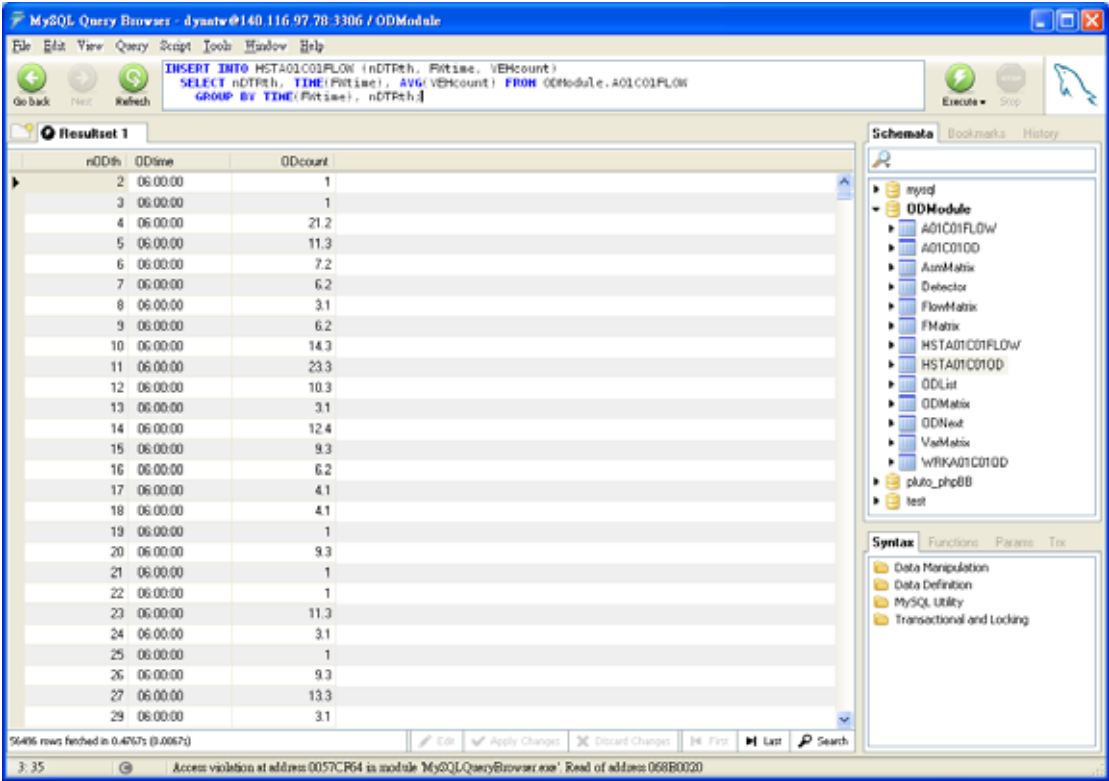 MySQL Query Browser - dynntw@140.116.97.78:3306 / ODModule
File Edit View Query Script Tools Window Help
INSERT INTO HSTA01C01FLOW (nDTRth, FWtime, VEHcount)
SELECT nDTRth, TIME(FWtime), AVG(VEHcount) FROM ODModule.A01C01FLOW
GROUP BY TIME(FWtime), nDTRth;
Go back Next Refresh Execute Stop
Resultset 1
nODth ODtime ODcount
2 06:00:00 1
3 06:00:00 1
4 06:00:00 21.2
5 06:00:00 11.3
6 06:00:00 7.2
7 06:00:00 6.2
8 06:00:00 3.1
9 06:00:00 6.2
10 06:00:00 14.3
11 06:00:00 23.3
12 06:00:00 10.3
13 06:00:00 3.1
14 06:00:00 12.4
15 06:00:00 9.3
16 06:00:00 6.2
17 06:00:00 4.1
18 06:00:00 4.1
19 06:00:00 1
20 06:00:00 9.3
21 06:00:00 1
22 06:00:00 1
23 06:00:00 11.3
24 06:00:00 3.1
25 06:00:00 1
26 06:00:00 9.3
27 06:00:00 13.3
29 06:00:00 3.1
Schemata Bookmarks History
mysql
ODModule
A01C01FLOW
A01C01OD
AsmMatrix
Detector
FlowMatrix
FMatrix
HSTA01C01FLOW
HSTA01C01OD
ODList
ODMatrix
ODNext
VarMatrix
WRKA01C01OD
pluto_phpBB
test
Syntax Functions Params Trx
Data Manipulation
Data Definition
MySQL Utility
Transactional and Locking
56496 rows fetched in 0.4767s (0.0067s) Edit Apply Changes Discard Changes First Last Search
3: 35 Access violation at address 0057CF64 in module 'MySQLQueryBrowser.exe'. Read of address 068B0020